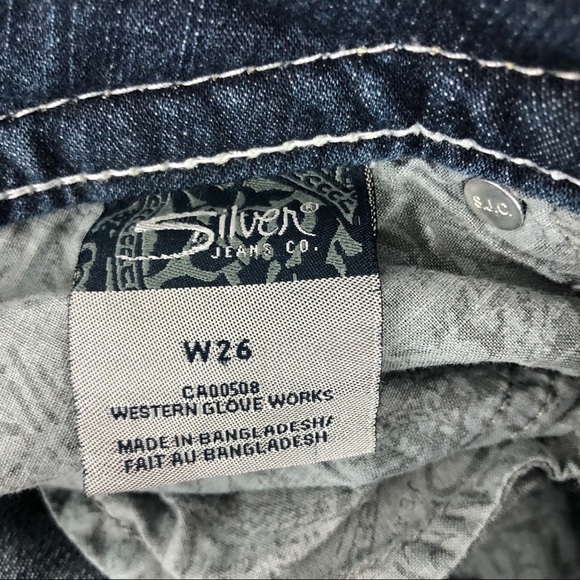 Silver®
JEANS CO.
S.J.C.
W26
CA00508
WESTERN GLOVE WORKS
MADE IN BANGLADESH/
FAIT AU BANGLADESH